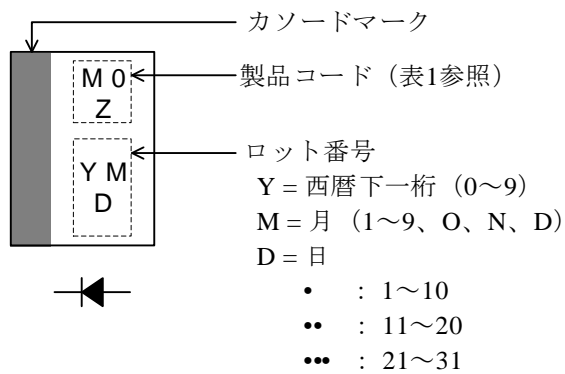 カソードマーク
M 0
Z
製品コード（表1参照）
Y M
D
ロット番号
Y = 西暦下一桁（0～9）
M = 月（1～9、O、N、D）
D = 日
• : 1～10
•• : 11～20
••• : 21～31